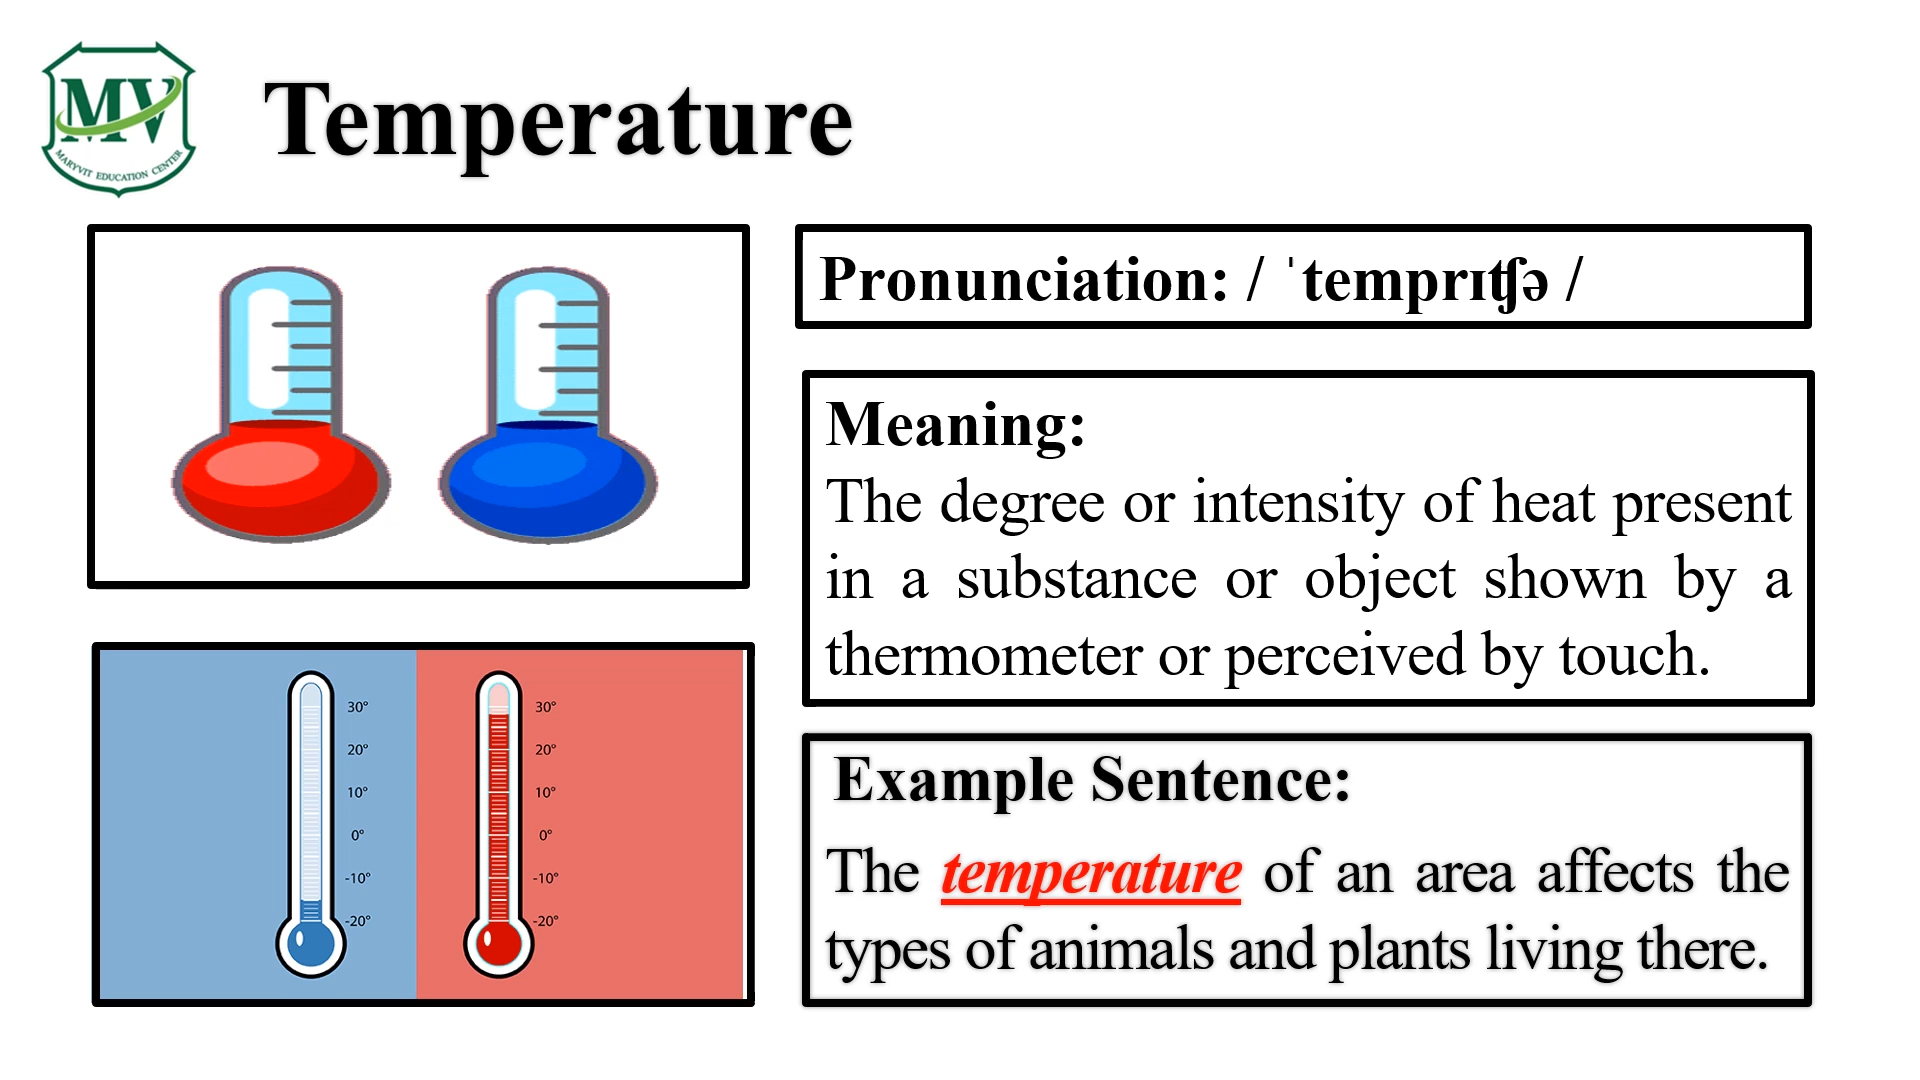 MV
MARYVIT EDUCATION CENTER
Temperature
Pronunciation: / ˈtemprɪʧə /
Meaning:
The degree or intensity of heat present
in a substance or object shown by a
thermometer or perceived by touch.
30°
20°
10°
0°
-10°
-20°
30°
20°
10°
0°
-10°
-20°
Example Sentence:
The temperature of an area affects the
types of animals and plants living there.